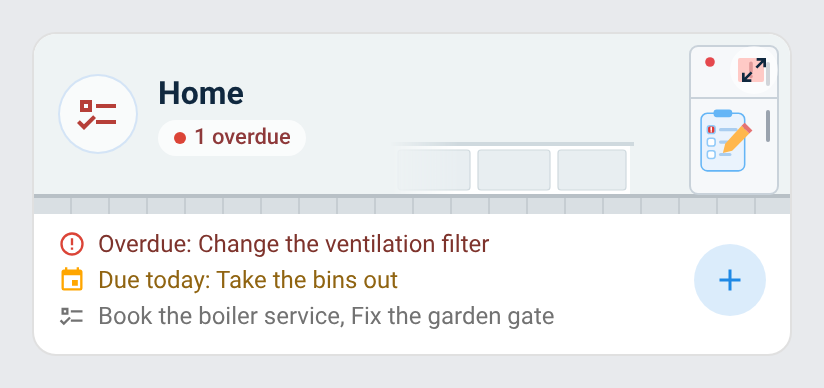 Home
1 overdue
Overdue: Change the ventilation filter
Due today: Take the bins out
Book the boiler service, Fix the garden gate